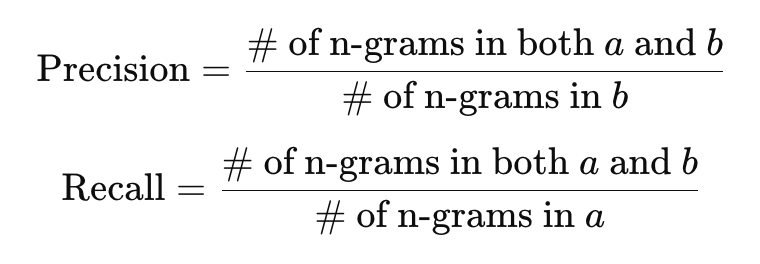 Precision = # of n-grams in both a and b / # of n-grams in b
Recall = # of n-grams in both a and b / # of n-grams in a